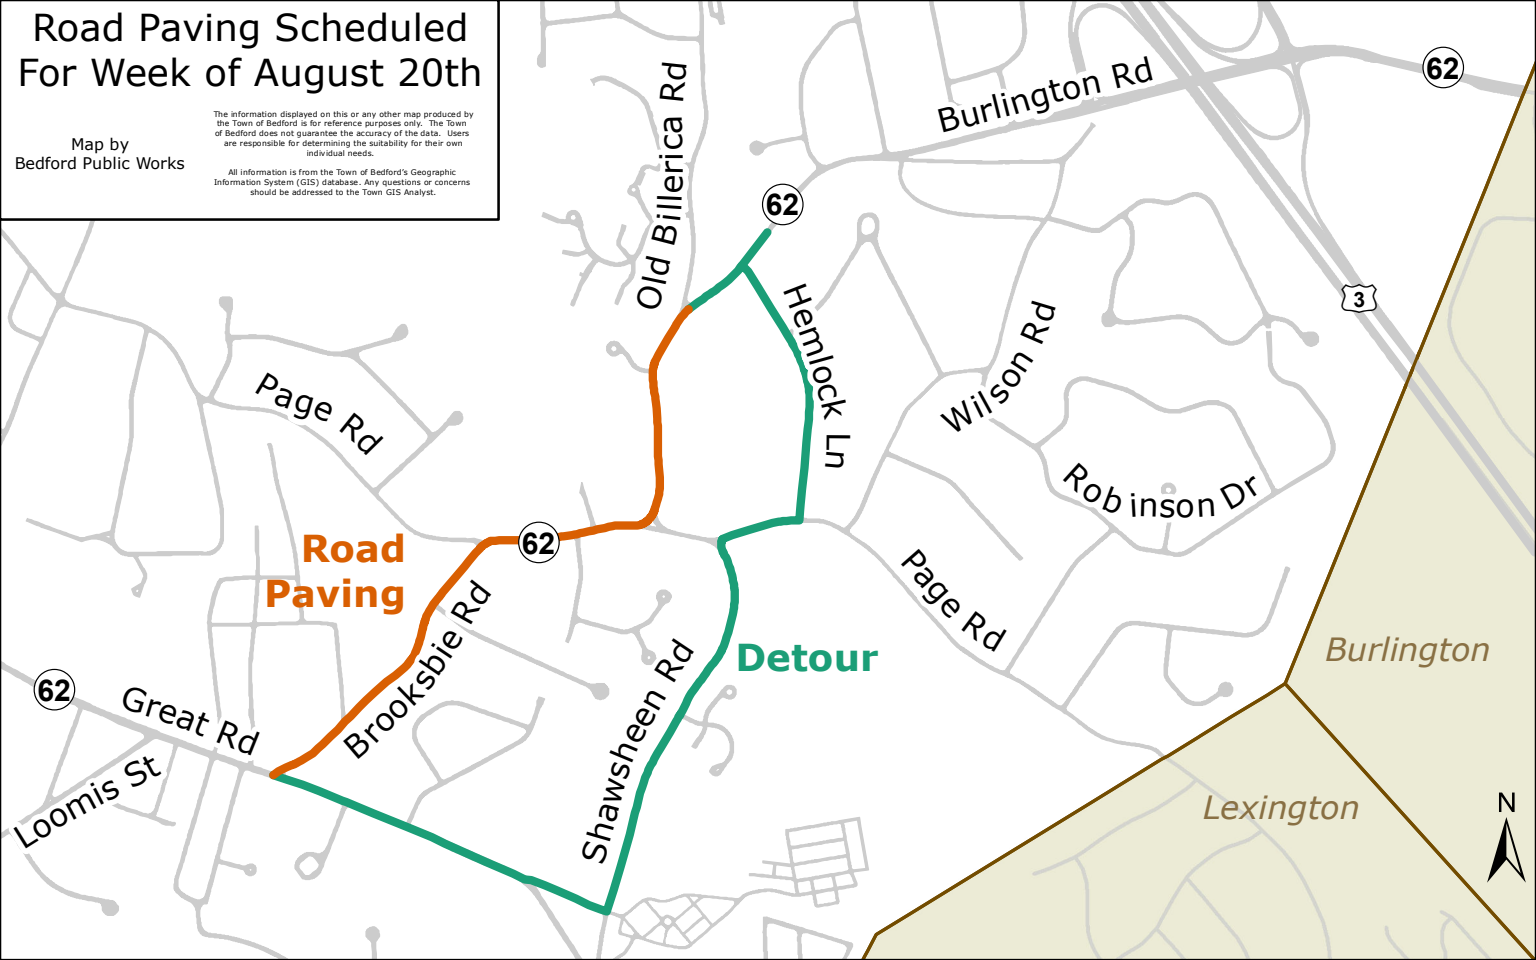 Road Paving Scheduled
For Week of August 20th
Map by
Bedford Public Works
The information displayed on this or any other map produced by
the Town of Bedford is for reference purposes only. The Town
of Bedford does not guarantee the accuracy of the data. Users
are responsible for determining the suitability for their own
individual needs.
All information is from the Town of Bedford's Geographic
Information System (GIS) database. Any questions or concerns
should be addressed to the Town GIS Analyst.
62
Burlington Rd
Old Billerica Rd
62
Hemlock Ln
3
Wilson Rd
Page Rd
Robinson Dr
Road
Paving
62
Brooksbie Rd
Page Rd
Detour
Shawsheen Rd
Burlington
62
Great Rd
Loomis St
Lexington
N